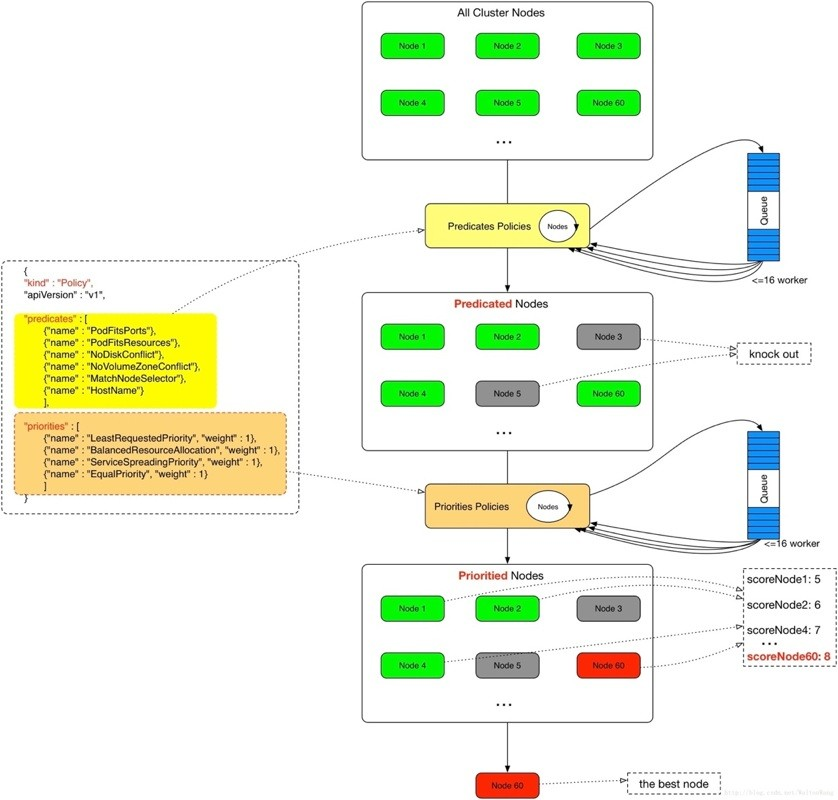 All Cluster Nodes
Node 1
Node 2
Node 3
Node 4
Node 5
Node 60
...
Predicates Policies
Nodes
Queue
<=16 worker
{
"kind" : "Policy",
"apiVersion" : "v1",
"predicates" : [
{"name" : "PodFitsPorts"},
{"name" : "PodFitsResources"},
{"name" : "NoDiskConflict"},
{"name" : "NoVolumeZoneConflict"},
{"name" : "MatchNodeSelector"},
{"name" : "HostName"}
],
"priorities" : [
{"name" : "LeastRequestedPriority", "weight" : 1},
{"name" : "BalancedResourceAllocation", "weight" : 1},
{"name" : "ServiceSpreadingPriority", "weight" : 1},
{"name" : "EqualPriority", "weight" : 1}
]
}
Predicated Nodes
Node 1
Node 2
Node 3
Node 4
Node 5
Node 60
...
knock out
Priorities Policies
Nodes
Queue
<=16 worker
Prioritied Nodes
Node 1
Node 2
Node 3
Node 4
Node 5
Node 60
...
scoreNode1: 5
scoreNode2: 6
scoreNode4: 7
...
scoreNode60: 8
Node 60
the best node